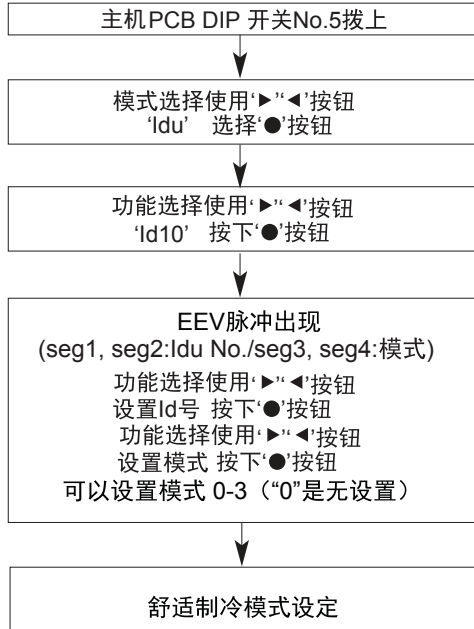 主机PCB DIP 开关No.5拨上
模式选择使用‘▶’‘◀’按钮
‘Idu’ 选择‘●’按钮
功能选择使用‘▶’‘◀’按钮
‘Id10’ 按下‘●’按钮
EEV脉冲出现
(seg1, seg2:Idu No./seg3, seg4:模式)
功能选择使用‘▶’‘◀’按钮
设置Id号 按下‘●’按钮
功能选择使用‘▶’‘◀’按钮
设置模式 按下‘●’按钮
可以设置模式 0-3（“0”是无设置）
舒适制冷模式设定